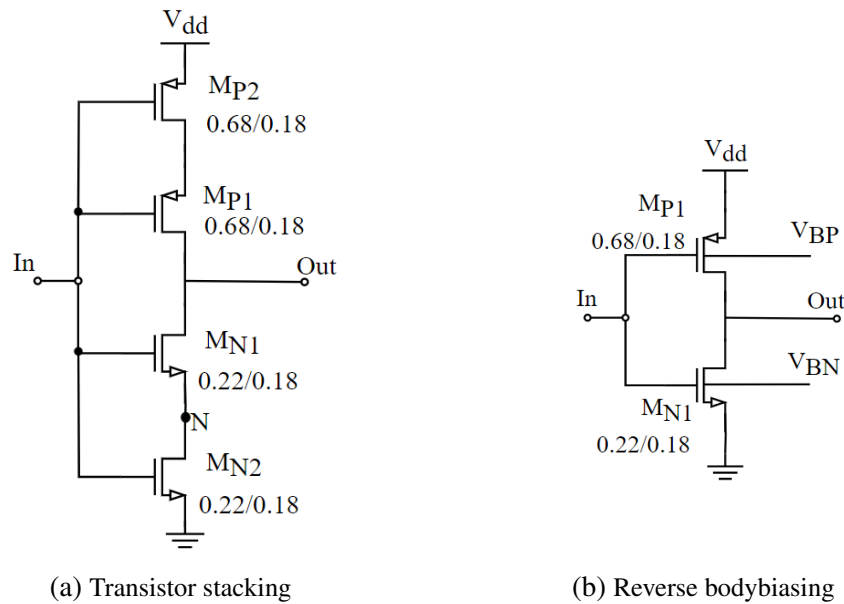 Vdd
MP2
0.68/0.18
MP1
0.68/0.18
In
Out
MN1
0.22/0.18
N
MN2
0.22/0.18
(a) Transistor stacking
Vdd
MP1
0.68/0.18
VBP
In
Out
VBN
MN1
0.22/0.18
(b) Reverse bodybiasing